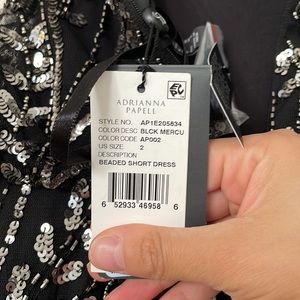 ADRIANNA
PAPELL
STYLE NO. AP1E205834
COLOR DESC BLCK MERCU
COLOR CODE AP002
US SIZE 2
DESCRIPTION
BEADED SHORT DRESS
6 52933 46958 6